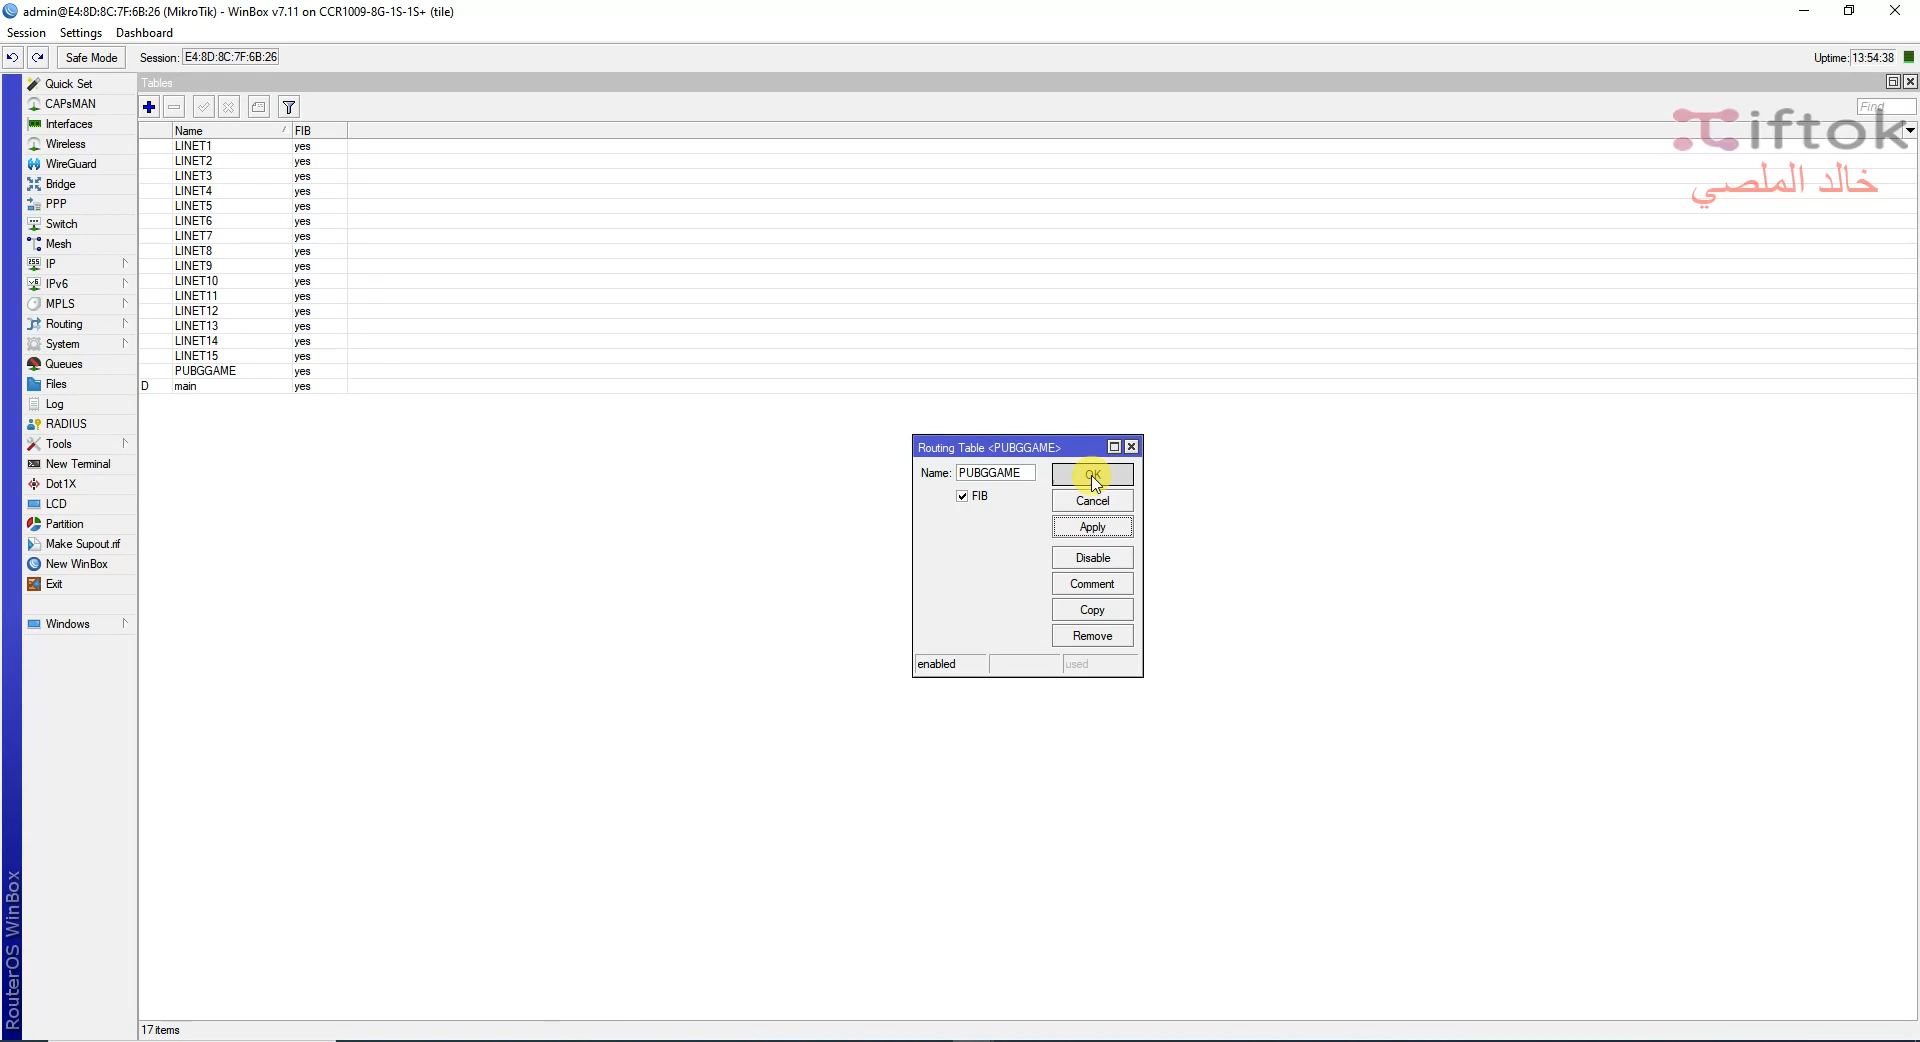 admin@E4:8D:8C:7F:6B:26 (MikroTik) - WinBox v7.11 on CCR1009-8G-1S-1S+ (tile)
Session Settings Dashboard
Safe Mode Session: E4:8D:8C:7F:6B:26 Uptime: 13:54:38
Quick Set
CAPsMAN
Interfaces
Wireless
WireGuard
Bridge
PPP
Switch
Mesh
IP
IPv6
MPLS
Routing
System
Queues
Files
Log
RADIUS
Tools
New Terminal
Dot1X
LCD
Partition
Make Supout.rif
New WinBox
Exit
Windows
RouterOS WinBox
Tables
Find
Name FIB
LINET1 yes
LINET2 yes
LINET3 yes
LINET4 yes
LINET5 yes
LINET6 yes
LINET7 yes
LINET8 yes
LINET9 yes
LINET10 yes
LINET11 yes
LINET12 yes
LINET13 yes
LINET14 yes
LINET15 yes
PUBGGAME yes
D main yes
iftok
خالد الملصي
Routing Table <PUBGGAME>
Name: PUBGGAME
FIB
OK
Cancel
Apply
Disable
Comment
Copy
Remove
enabled used
17 items